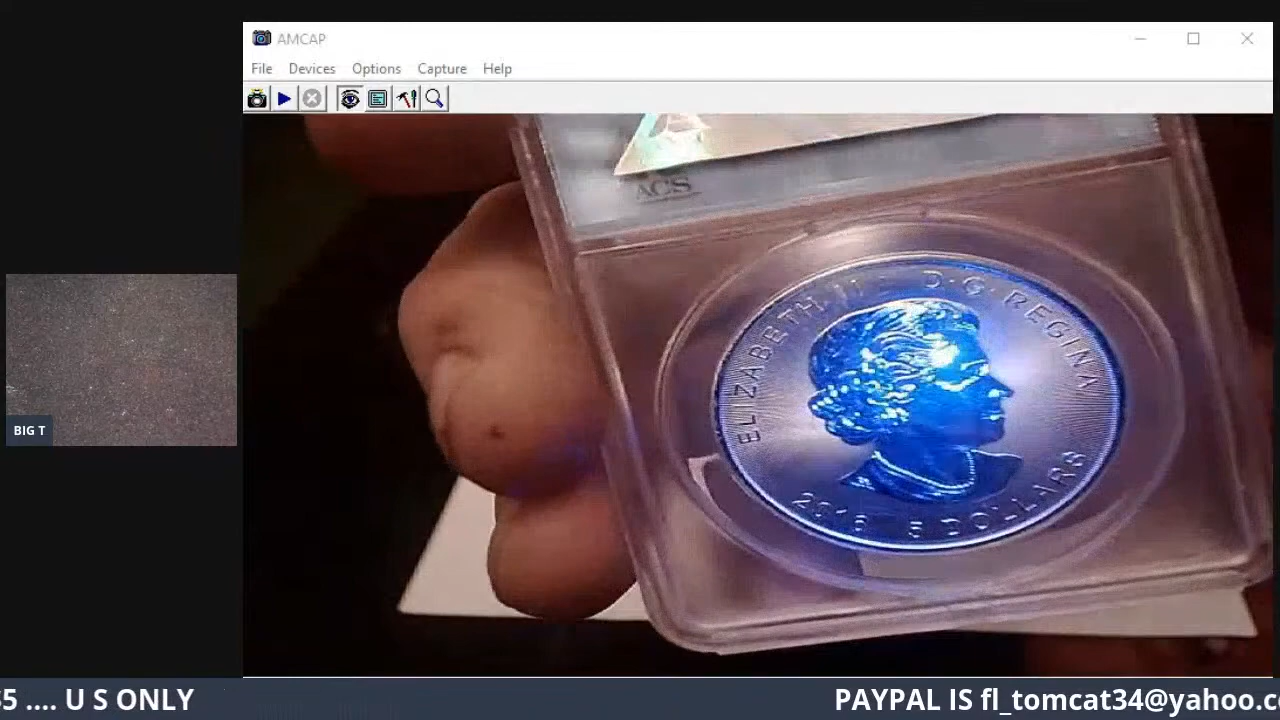 AMCAP
File Devices Options Capture Help
ACS
ELIZABETH II D·G·REGINA
2016 5 DOLLARS
BIG T
5 .... U S ONLY
PAYPAL IS fl_tomcat34@yahoo.c